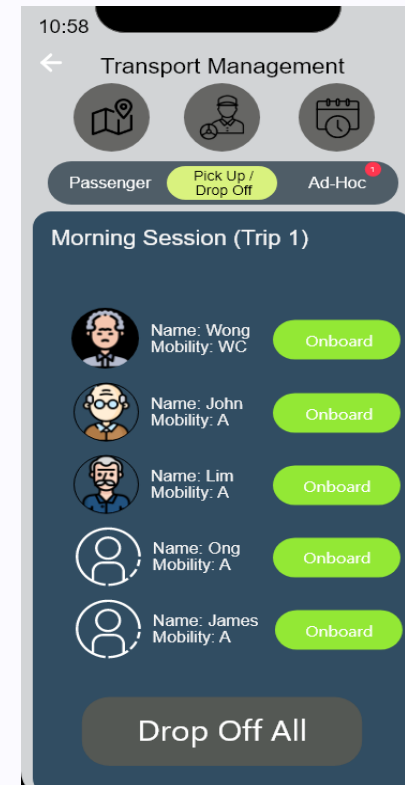 10:58
Transport Management
Passenger
Pick Up /
Drop Off
Ad-Hoc
1
Morning Session (Trip 1)
Name: Wong
Mobility: WC
Onboard
Name: John
Mobility: A
Onboard
Name: Lim
Mobility: A
Onboard
Name: Ong
Mobility: A
Onboard
Name: James
Mobility: A
Onboard
Drop Off All